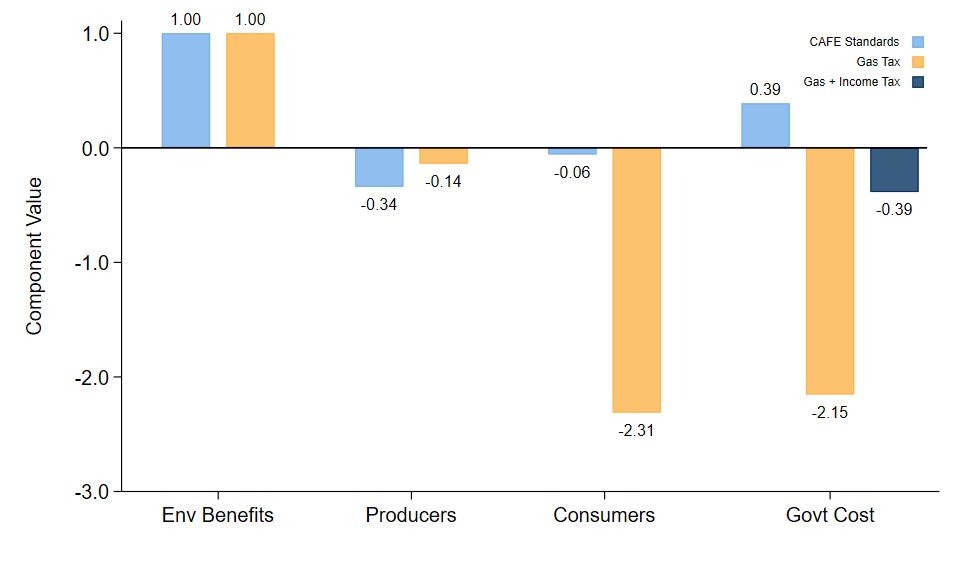 1.00
1.00
1.0
CAFE Standards
Gas Tax
Gas + Income Tax
0.39
0.0
-0.06
-0.14
-0.34
-0.39
Component Value
-1.0
-2.0
-2.15
-2.31
-3.0
Env Benefits
Producers
Consumers
Govt Cost